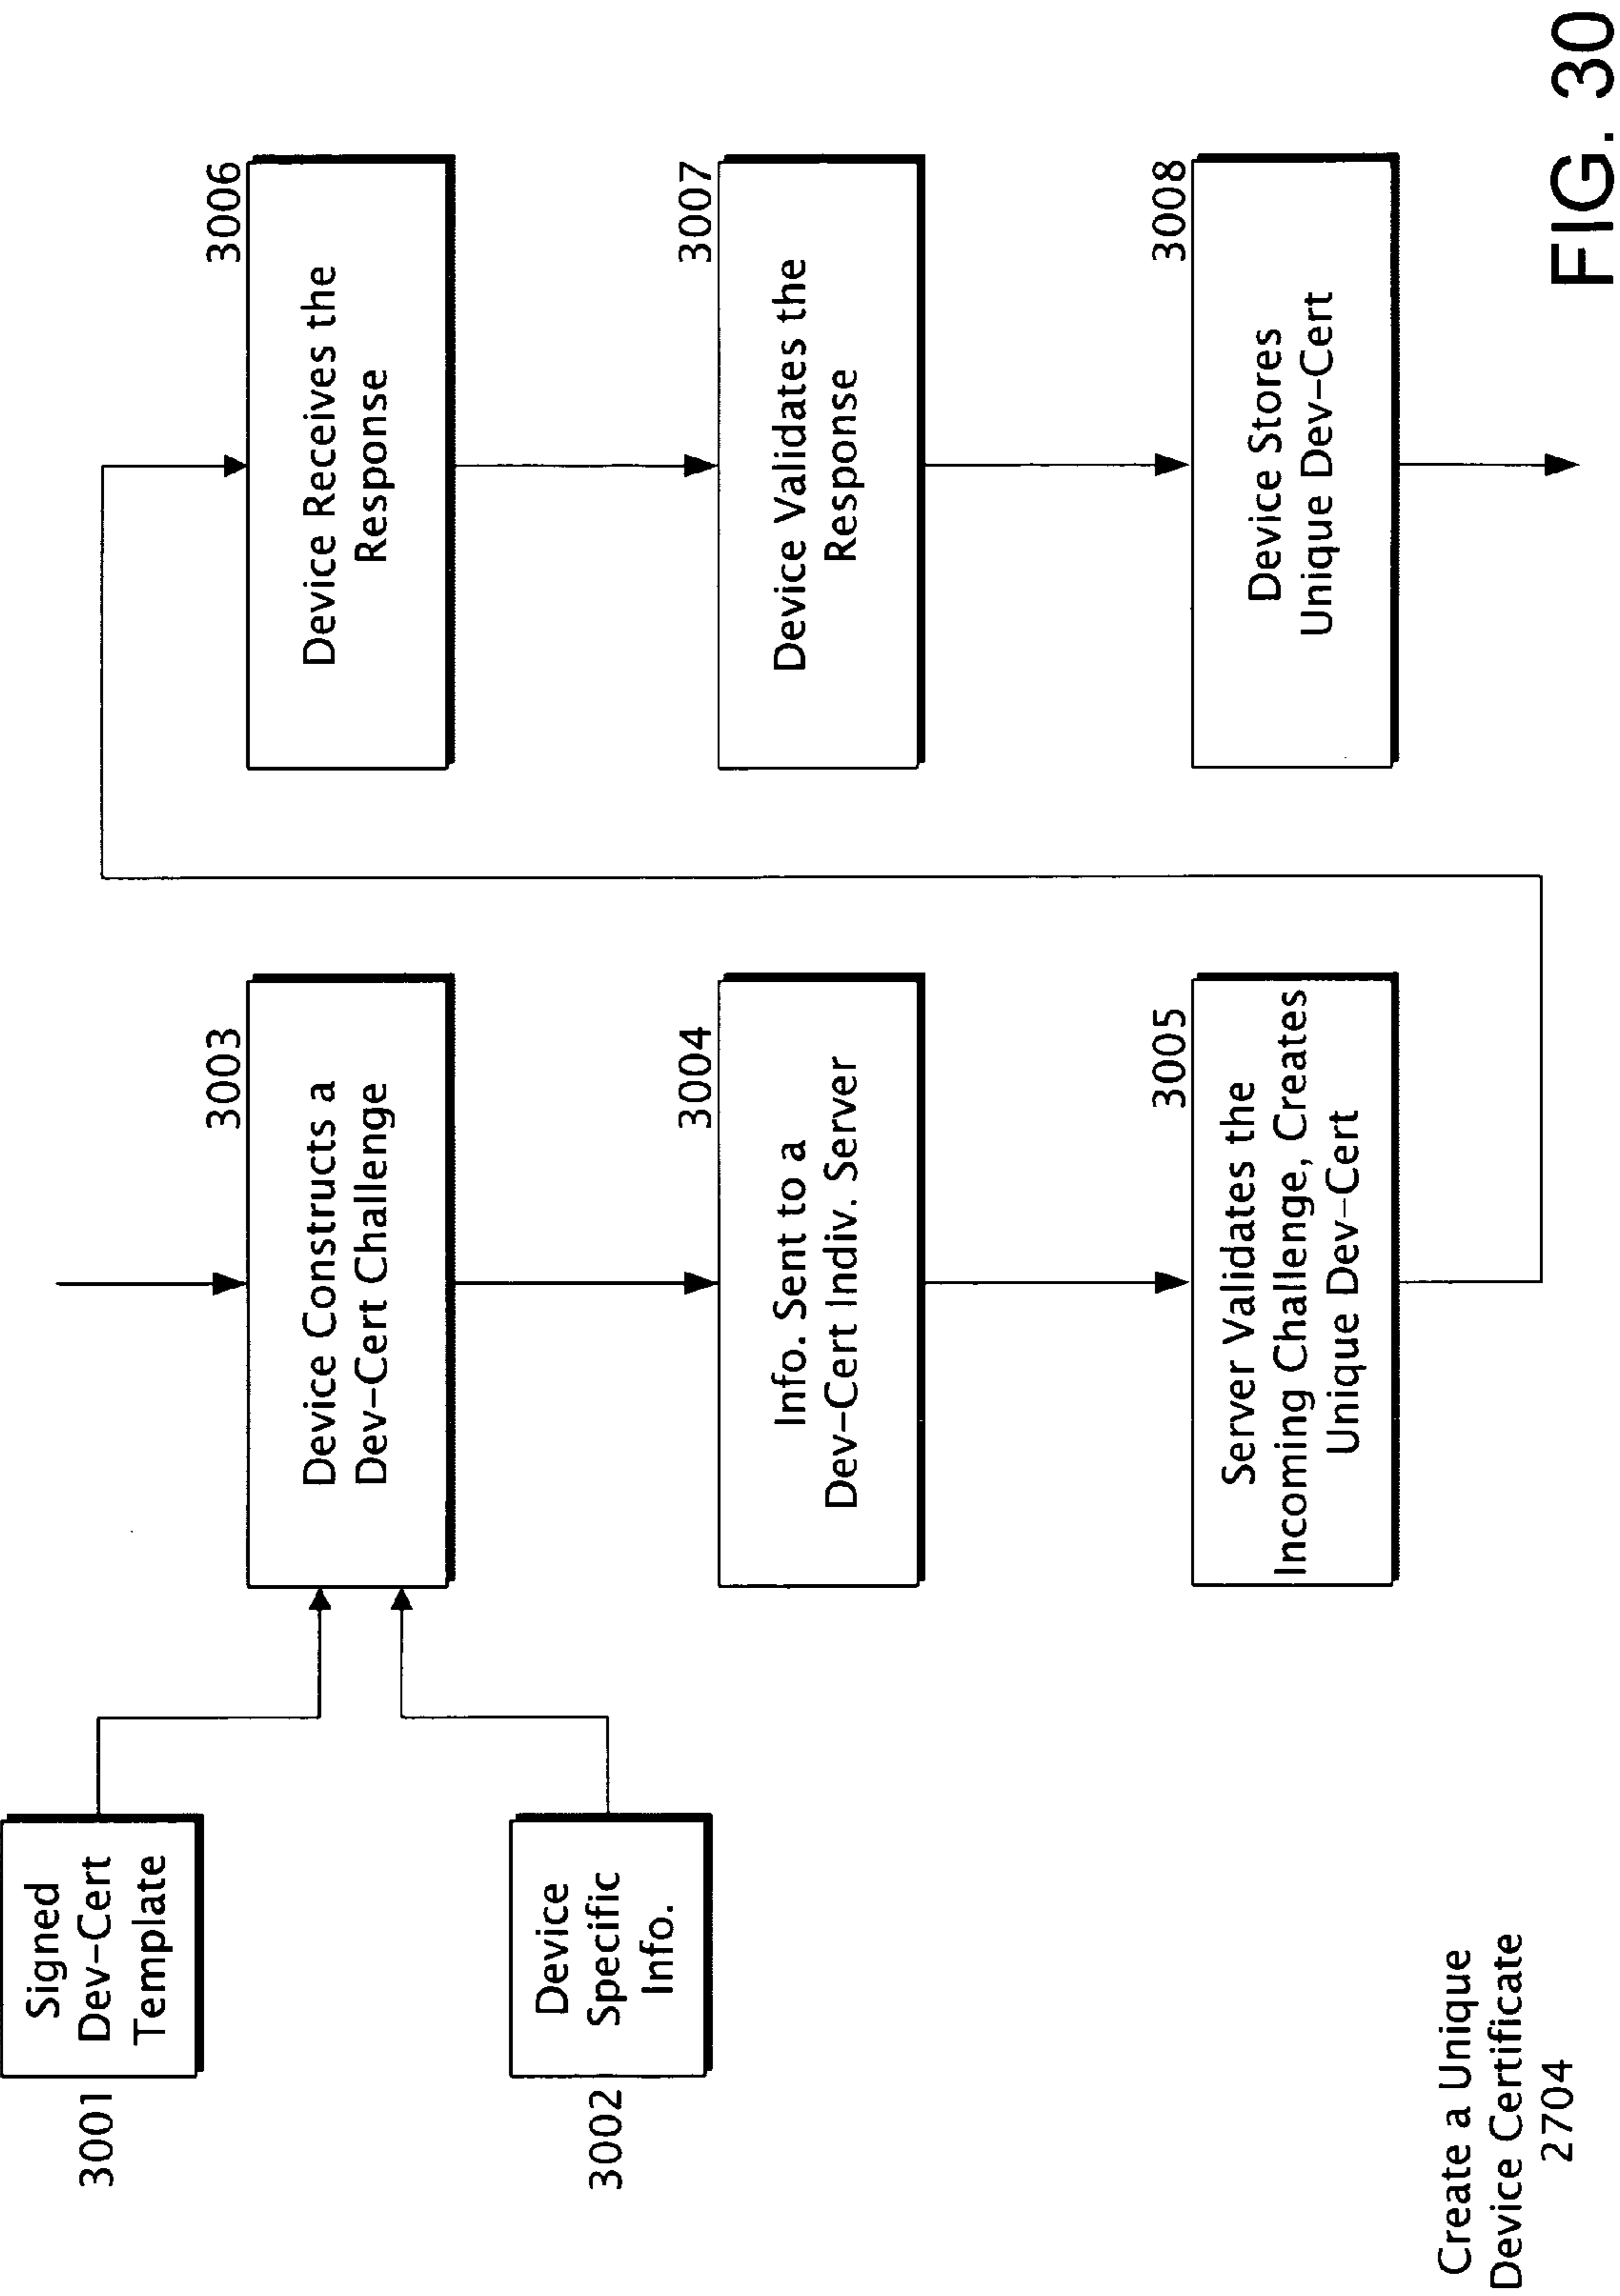 3001
Signed
Dev-Cert
Template
3002
Device
Specific
Info.
3003
Device Constructs a
Dev-Cert Challenge
3004
Info. Sent to a
Dev-Cert Indiv. Server
3005
Server Validates the
Incoming Challenge, Creates
Unique Dev-Cert
3006
Device Receives the
Response
3007
Device Validates the
Response
3008
Device Stores
Unique Dev-Cert
Create a Unique
Device Certificate
2704
FIG. 30